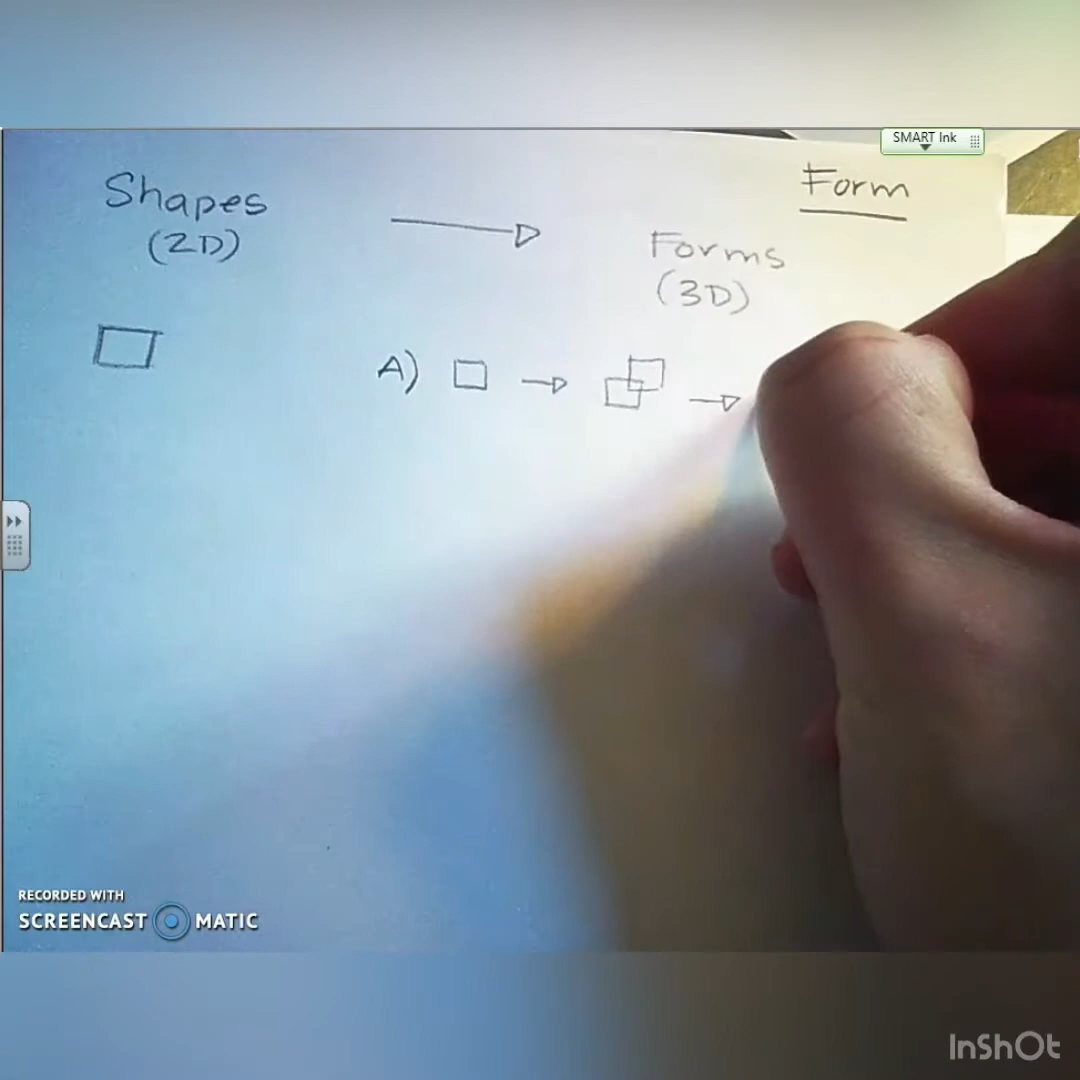 SMART Ink
Form
Shapes
(2D)
Forms
(3D)
A)
RECORDED WITH
SCREENCAST MATIC
InShOt